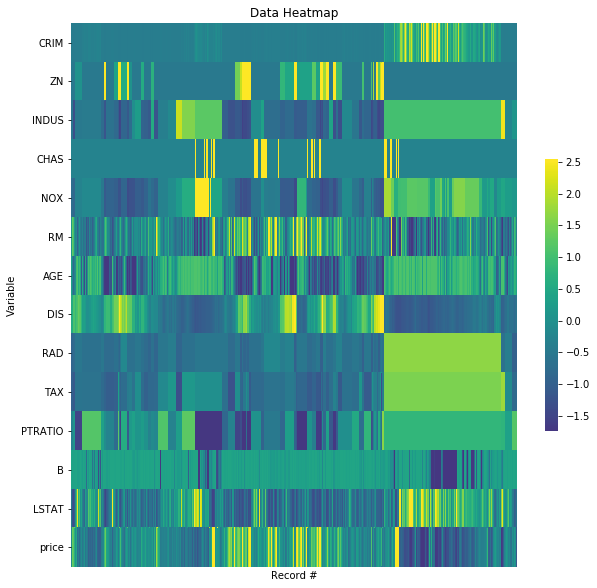 Data Heatmap
CRIM
ZN
INDUS
CHAS
NOX
RM
AGE
DIS
RAD
TAX
PTRATIO
B
LSTAT
price
Variable
Record #
2.5
2.0
1.5
1.0
0.5
0.0
−0.5
−1.0
−1.5